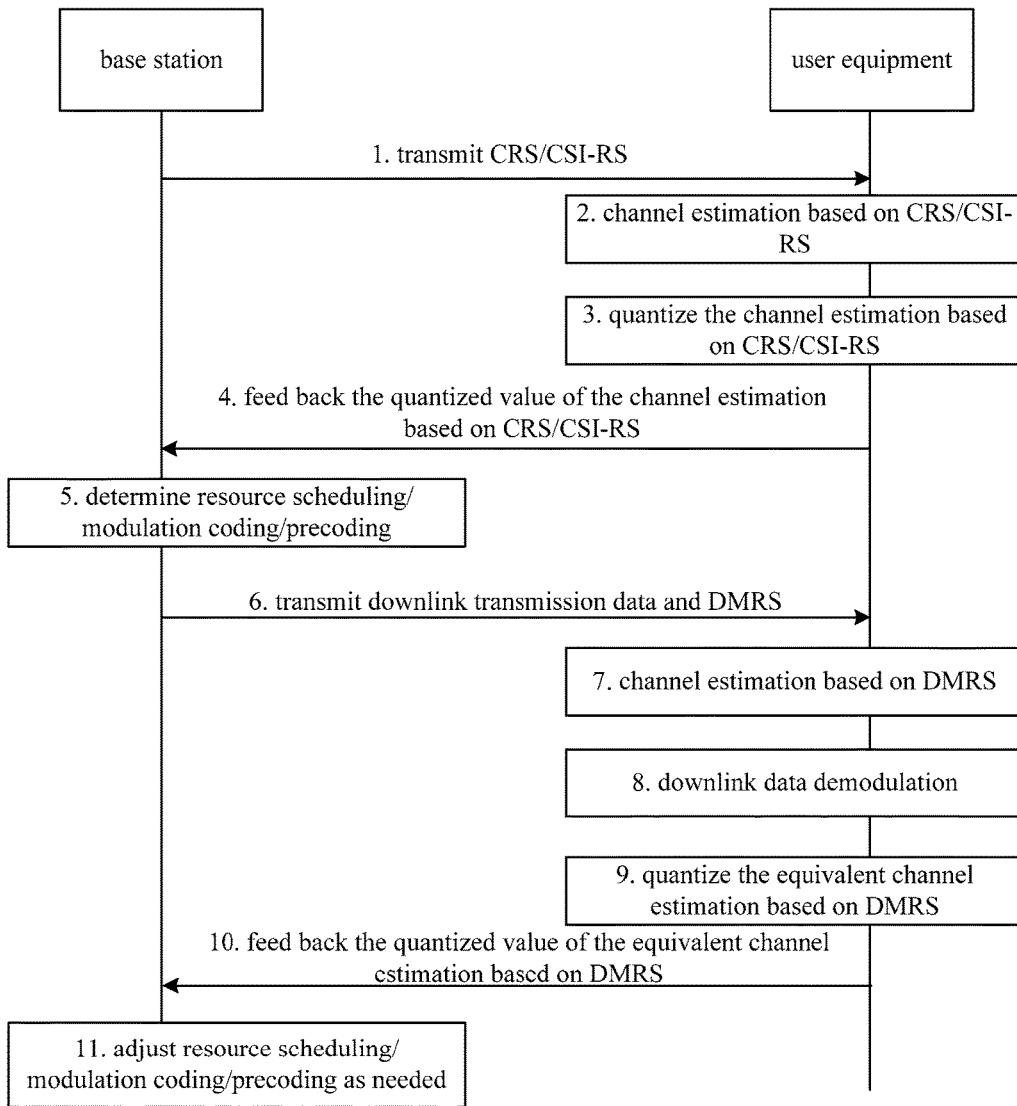 base station
user equipment
1. transmit CRS/CSI-RS
2. channel estimation based on CRS/CSI-
RS
3. quantize the channel estimation based
on CRS/CSI-RS
4. feed back the quantized value of the channel estimation
based on CRS/CSI-RS
5. determine resource scheduling/
modulation coding/precoding
6. transmit downlink transmission data and DMRS
7. channel estimation based on DMRS
8. downlink data demodulation
9. quantize the equivalent channel
estimation based on DMRS
10. feed back the quantized value of the equivalent channel
estimation based on DMRS
11. adjust resource scheduling/
modulation coding/precoding as needed